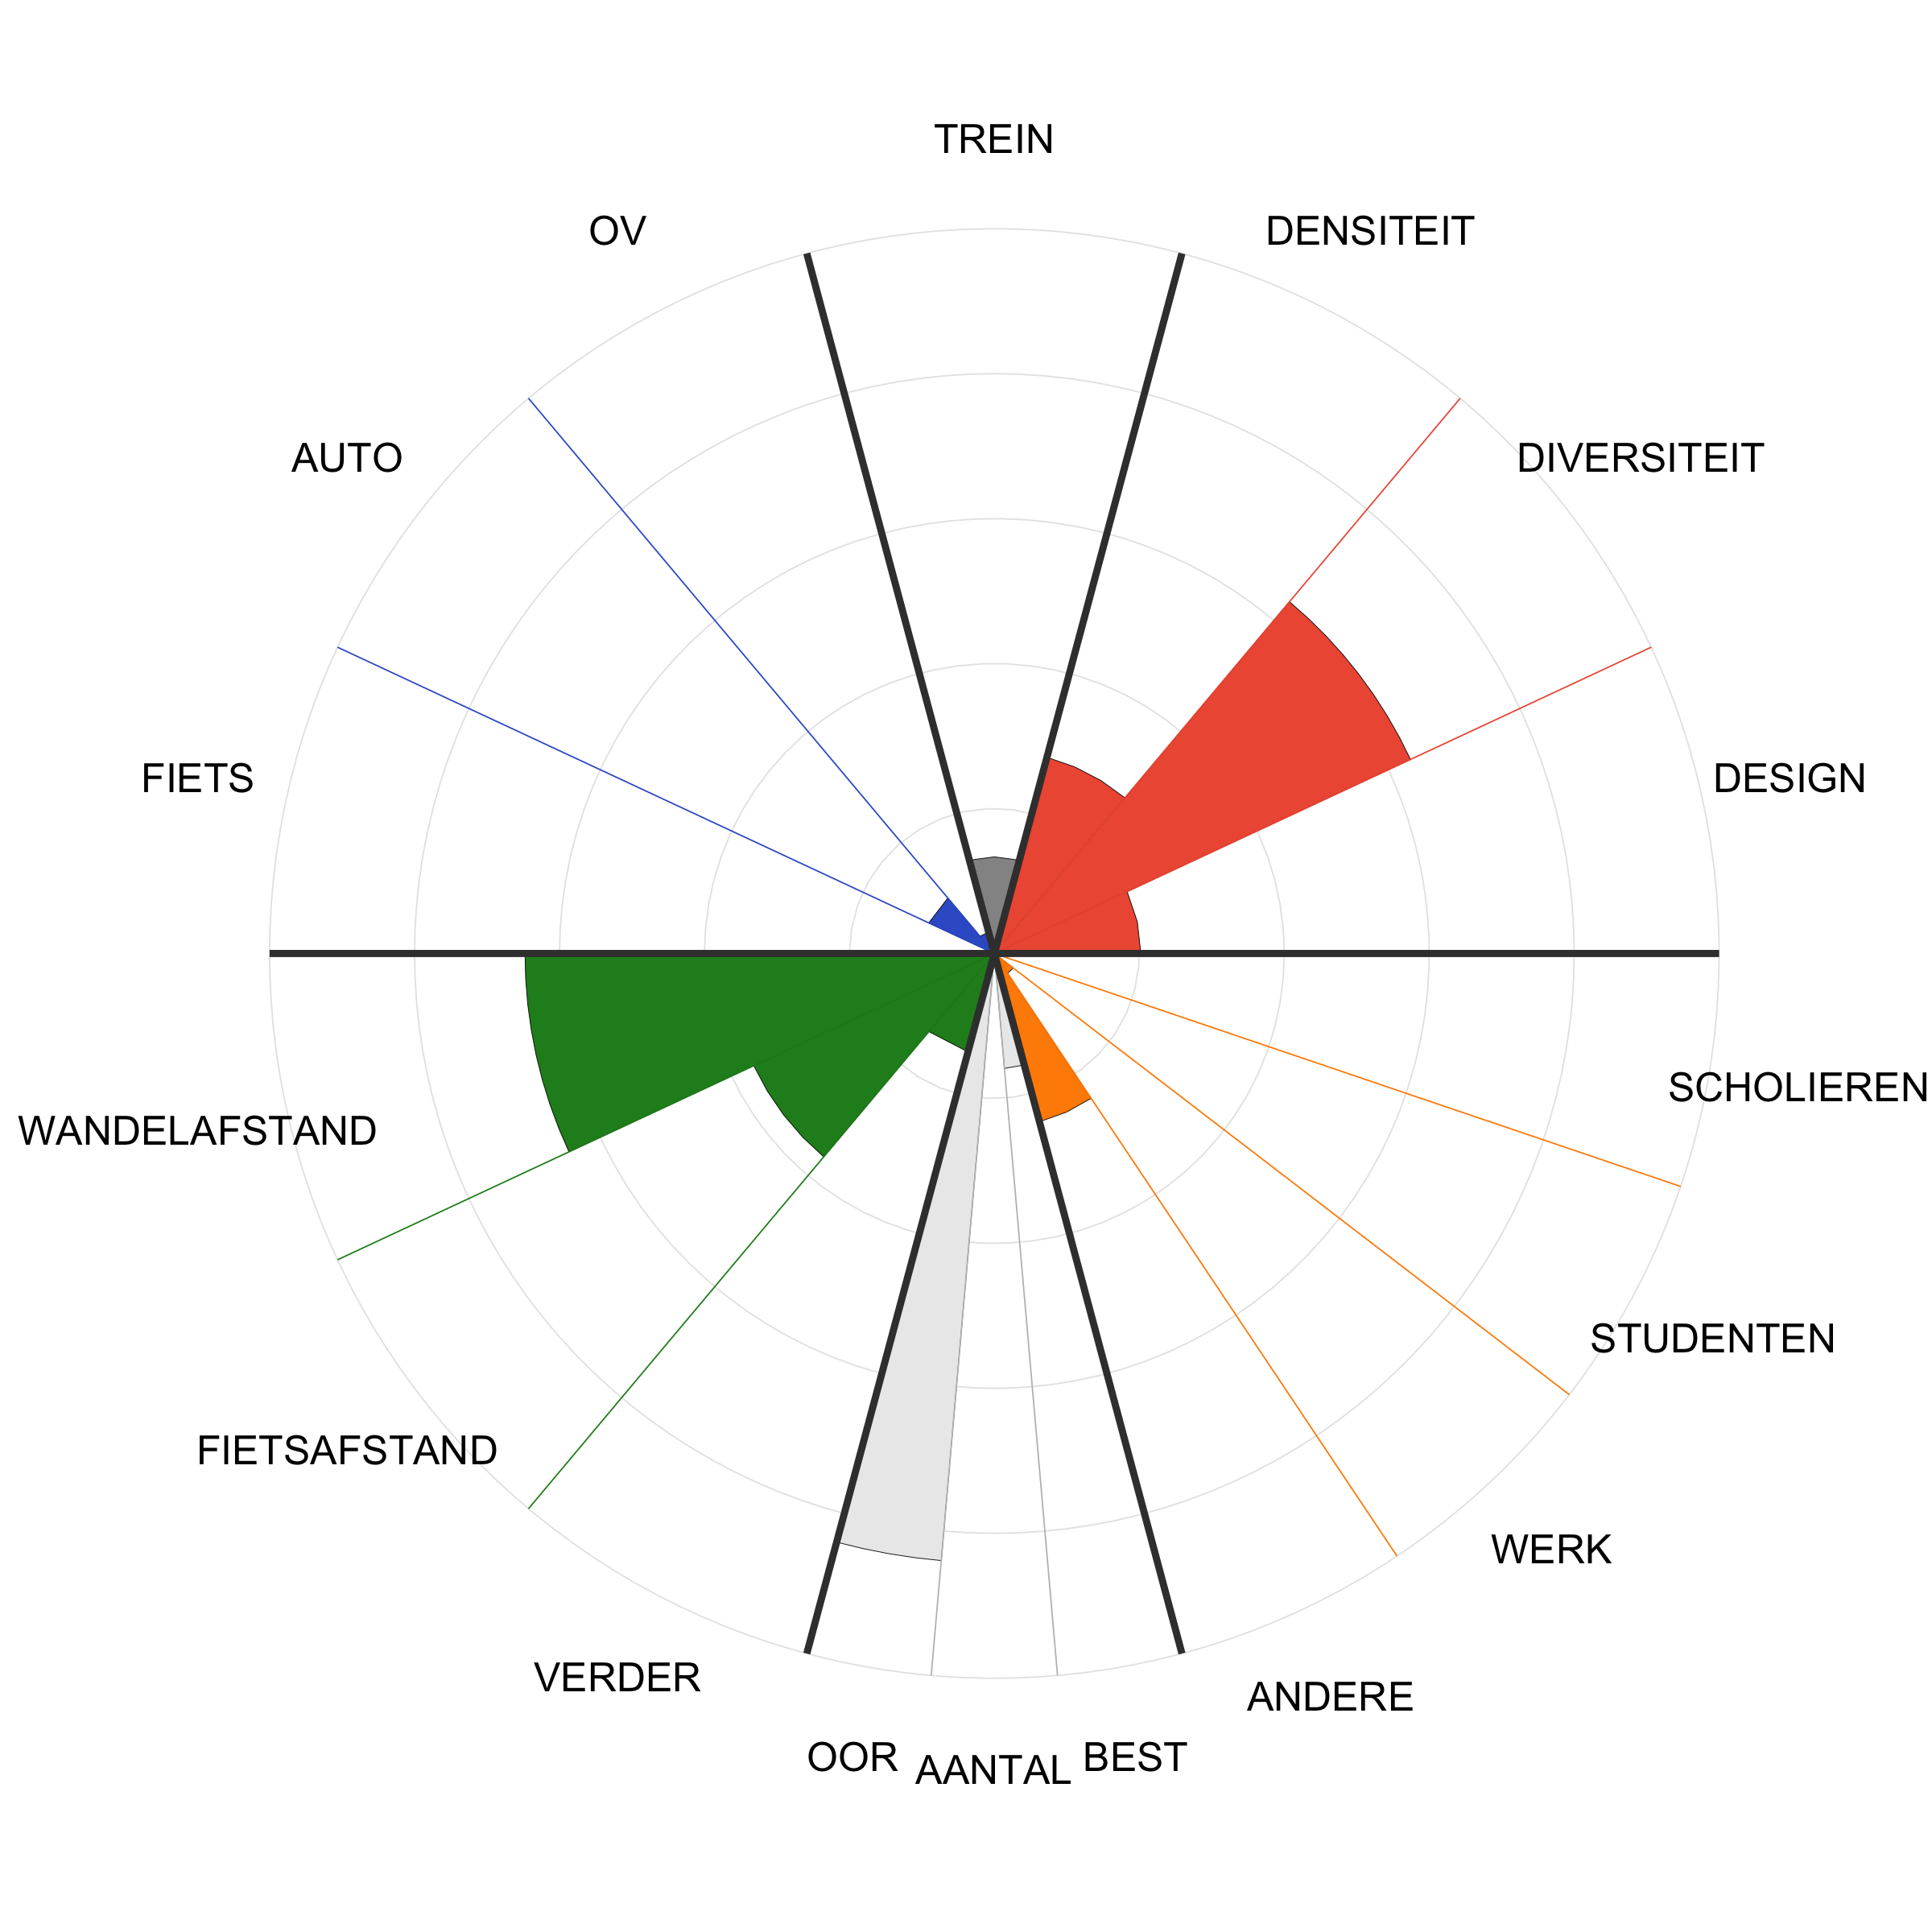 TREIN
OV
DENSITEIT
AUTO
DIVERSITEIT
FIETS
DESIGN
SCHOLIEREN
WANDELAFSTAND
STUDENTEN
FIETSAFSTAND
WERK
VERDER
ANDERE
OOR
AANTAL
BEST